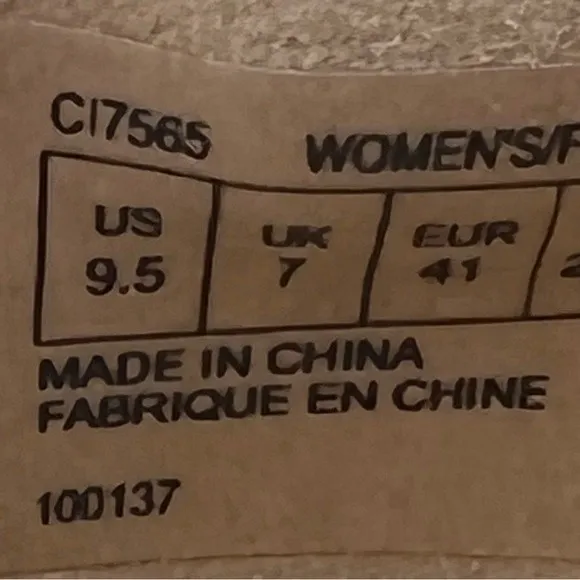 CI7565
WOMEN'S/F
US UK EUR
9.5 7 41
MADE IN CHINA
FABRIQUE EN CHINE
100137